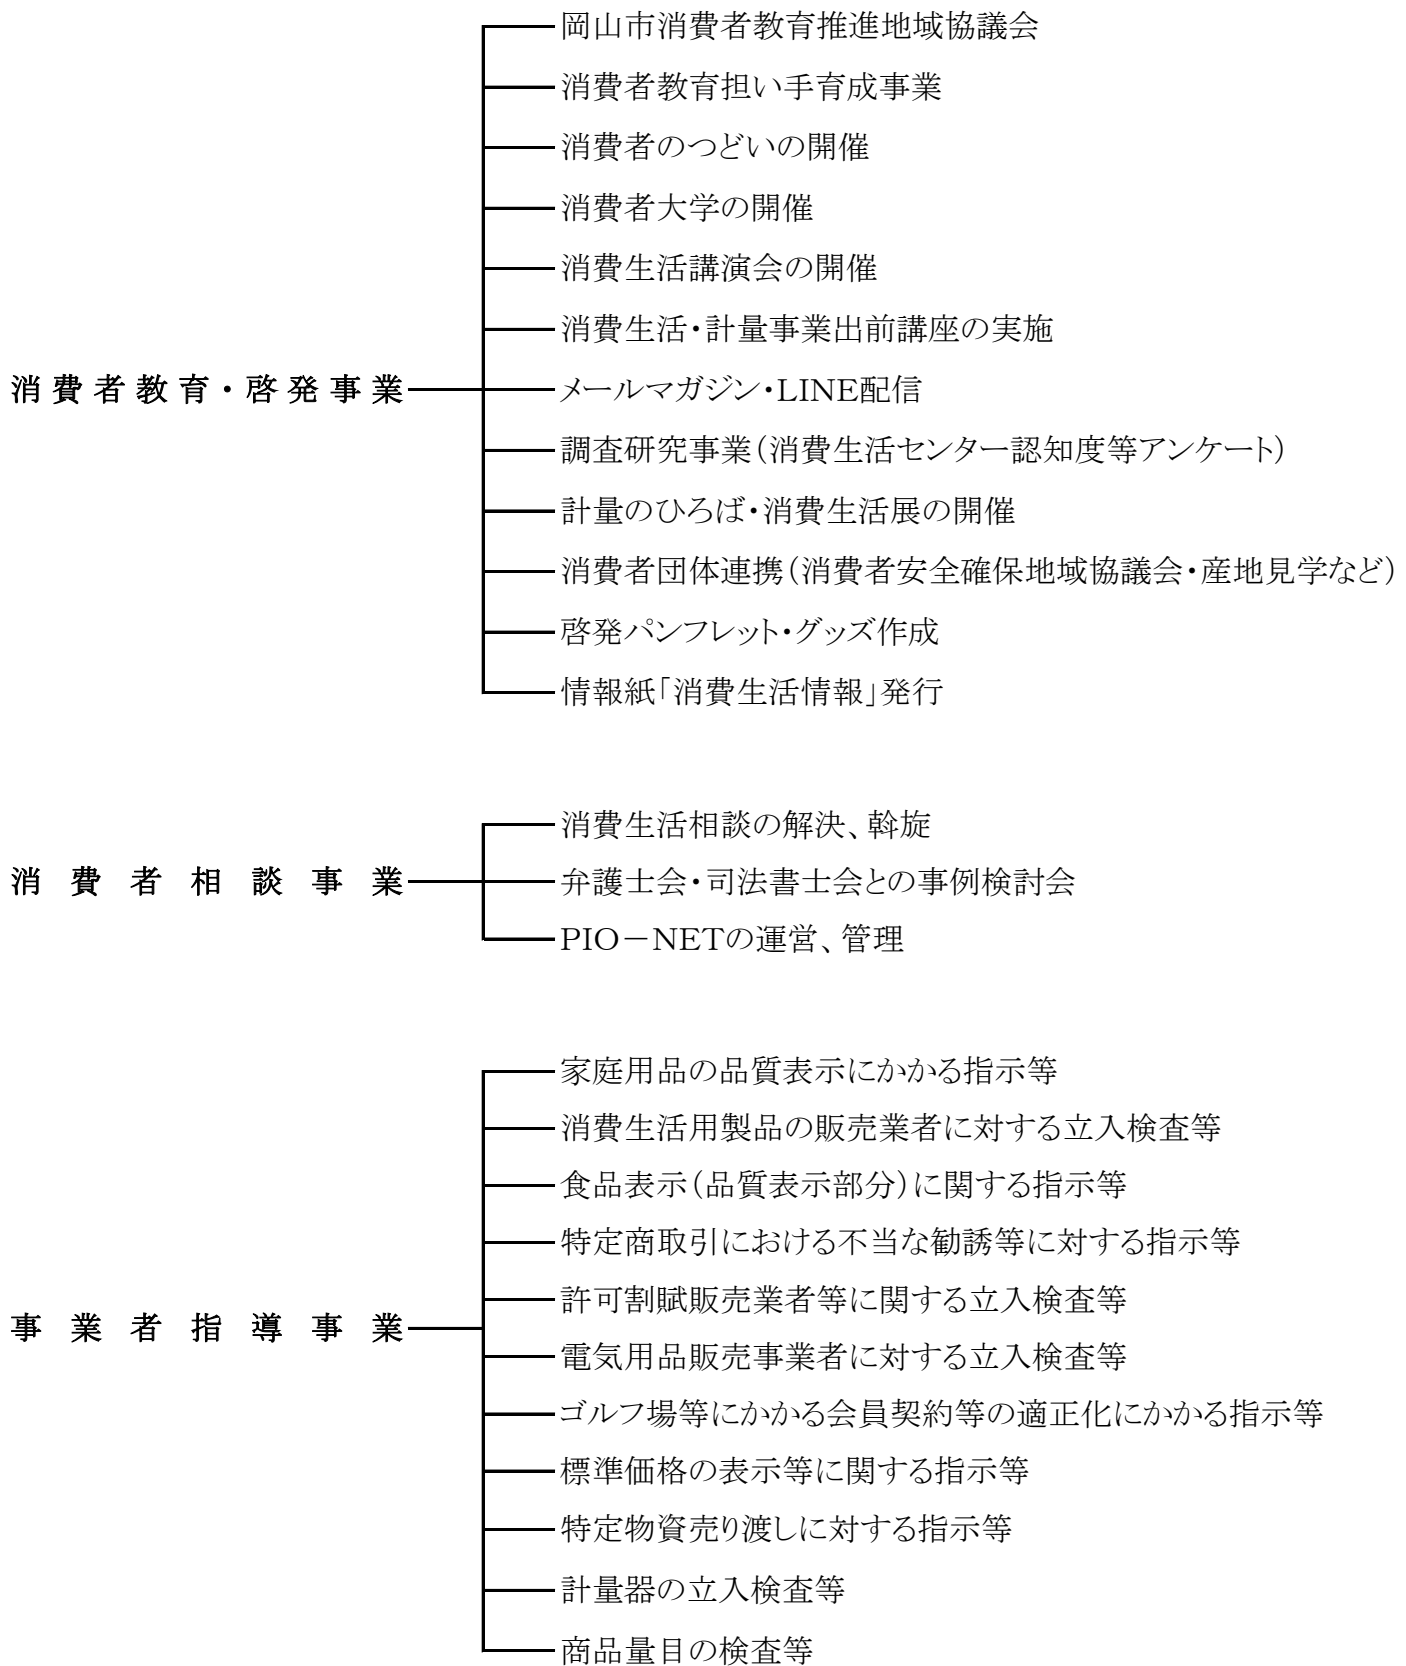 岡山市消費者教育推進地域協議会
消費者教育担い手育成事業
消費者のつどいの開催
消費者大学の開催
消費生活講演会の開催
消費生活・計量事業出前講座の実施
消費者教育・啓発事業
メールマガジン・LINE配信
調査研究事業(消費生活センター認知度等アンケート)
計量のひろば・消費生活展の開催
消費者団体連携(消費者安全確保地域協議会・産地見学など)
啓発パンフレット・グッズ作成
情報紙「消費生活情報」発行
消費生活相談の解決、斡旋
消費者相談事業
弁護士会・司法書士会との事例検討会
PIO－NETの運営、管理
家庭用品の品質表示にかかる指示等
消費生活用製品の販売業者に対する立入検査等
食品表示(品質表示部分)に関する指示等
特定商取引における不当な勧誘等に対する指示等
許可割賦販売業者等に関する立入検査等
事業者指導事業
電気用品販売事業者に対する立入検査等
ゴルフ場等にかかる会員契約等の適正化にかかる指示等
標準価格の表示等に関する指示等
特定物資売り渡しに対する指示等
計量器の立入検査等
商品量目の検査等